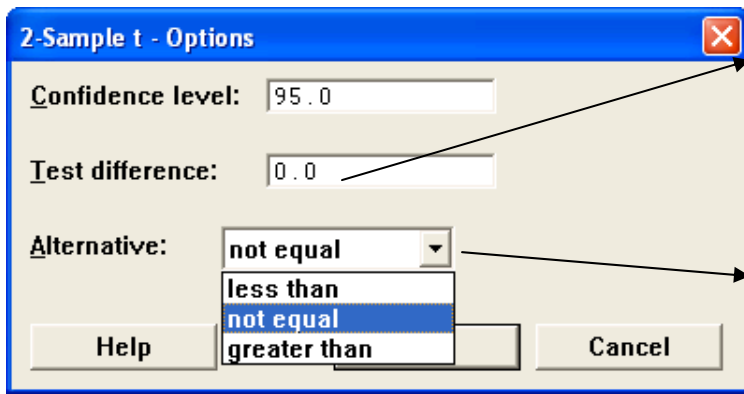 2-Sample t - Options
Confidence level: 95.0
Test difference: 0.0
Alternative: not equal
less than
not equal
greater than
Help Cancel